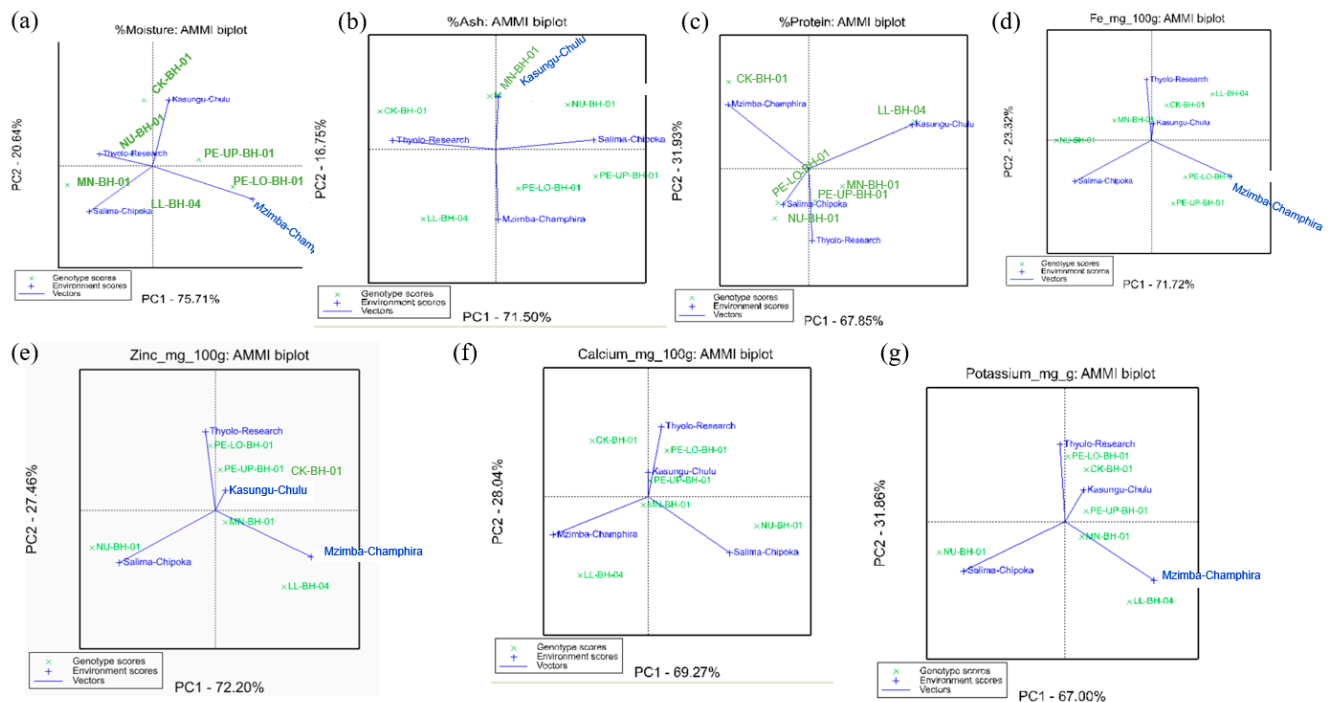 (a)
%Moisture: AMMI biplot
PC2 - 20.64%
CK-BH-01
Kasungu-Chulu
NU-BH-01
Thyolo-Research
PE-UP-BH-01
MN-BH-01
PE-LO-BH-01
LL-BH-04
Salima-Chipoka
Mzimba-Champ
× Genotype scores
+ Environment scores
Vectors
PC1 - 75.71%
(b)
%Ash: AMMI biplot
PC2 - 16.75%
MN-BH-01
Kasungu-Chulu
CK-BH-01
NU-BH-01
Thyolo-Research
Salima-Chipoka
PE-UP-BH-01
PE-LO-BH-01
LL-BH-04
Mzimba-Champhira
× Genotype scores
+ Environment scores
Vectors
PC1 - 71.50%
(c)
%Protein: AMMI biplot
PC2 - 31.93%
CK-BH-01
Mzimba-Champhira
LL-BH-04
Kasungu-Chulu
PE-LO-BH-01
MN-BH-01
PE-UP-BH-01
Salima-Chipoka
NU-BH-01
Thyolo-Research
× Genotype scores
+ Environment scores
Vectors
PC1 - 67.85%
(d)
Fe_mg_100g: AMMI biplot
PC2 - 23.32%
Thyolo-Research
LL-BH-04
CK-BH-01
MN-BH-01
Kasungu-Chulu
NU-BH-01
PE-LO-BH-0
Salima-Chipoka
Mzimba-Champhira
PE-UP-BH-01
× Genotype scores
+ Environment scores
Vectors
PC1 - 71.72%
(e)
Zinc_mg_100g: AMMI biplot
PC2 - 27.46%
Thyolo-Research
PE-LO-BH-01
PE-UP-BH-01
CK-BH-01
Kasungu-Chulu
MN-BH-01
NU-BH-01
Mzimba-Champhira
Salima-Chipoka
LL-BH-04
× Genotype scores
+ Environment scores
Vectors
PC1 - 72.20%
(f)
Calcium_mg_100g: AMMI biplot
PC2 - 28.04%
Thyolo-Research
CK-BH-01
PE-LO-BH-01
Kasungu-Chulu
PE-UP-BH-01
MN-BH-01
NU-BH-01
Mzimba-Champhira
Salima-Chipoka
LL-BH-04
× Genotype scores
+ Environment scores
Vectors
PC1 - 69.27%
(g)
Potassium_mg_g: AMMI biplot
PC2 - 31.86%
Thyolo-Research
PE-LO-BH-01
CK-BH-01
Kasungu-Chulu
PE-UP-BH-01
MN-BH-01
NU-BH-01
Salima-Chipoka
Mzimba-Champhira
LL-BH-04
× Genotype scores
+ Environment scores
Vectors
PC1 - 67.00%